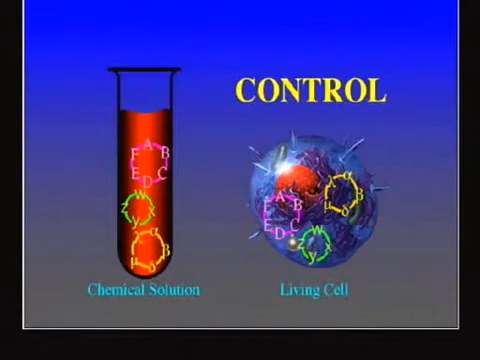 CONTROL
A
B
C
D
E
F
W
X
y
Z
λ
α
β
δ
μ
A
B
C
D
E
F
λ
α
β
δ
μ
W
X
y
Z
Chemical Solution
Living Cell